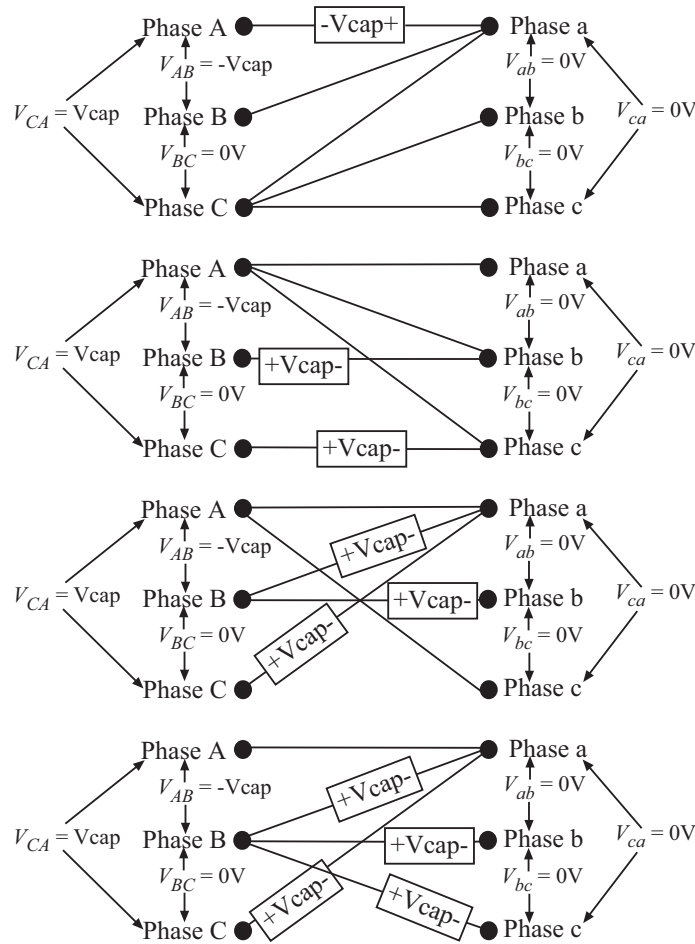 Phase A -Vcap+ Phase a
V_AB = -Vcap V_ab = 0V
V_CA = Vcap Phase B Phase b V_ca = 0V
V_BC = 0V V_bc = 0V
Phase C Phase c
Phase A Phase a
V_AB = -Vcap V_ab = 0V
V_CA = Vcap Phase B +Vcap- Phase b V_ca = 0V
V_BC = 0V V_bc = 0V
Phase C +Vcap- Phase c
Phase A Phase a
V_AB = -Vcap +Vcap- V_ab = 0V
V_CA = Vcap Phase B +Vcap- Phase b V_ca = 0V
V_BC = 0V +Vcap- V_bc = 0V
Phase C Phase c
Phase A Phase a
V_AB = -Vcap +Vcap- V_ab = 0V
V_CA = Vcap Phase B +Vcap- Phase b V_ca = 0V
V_BC = 0V +Vcap- +Vcap- V_bc = 0V
Phase C Phase c